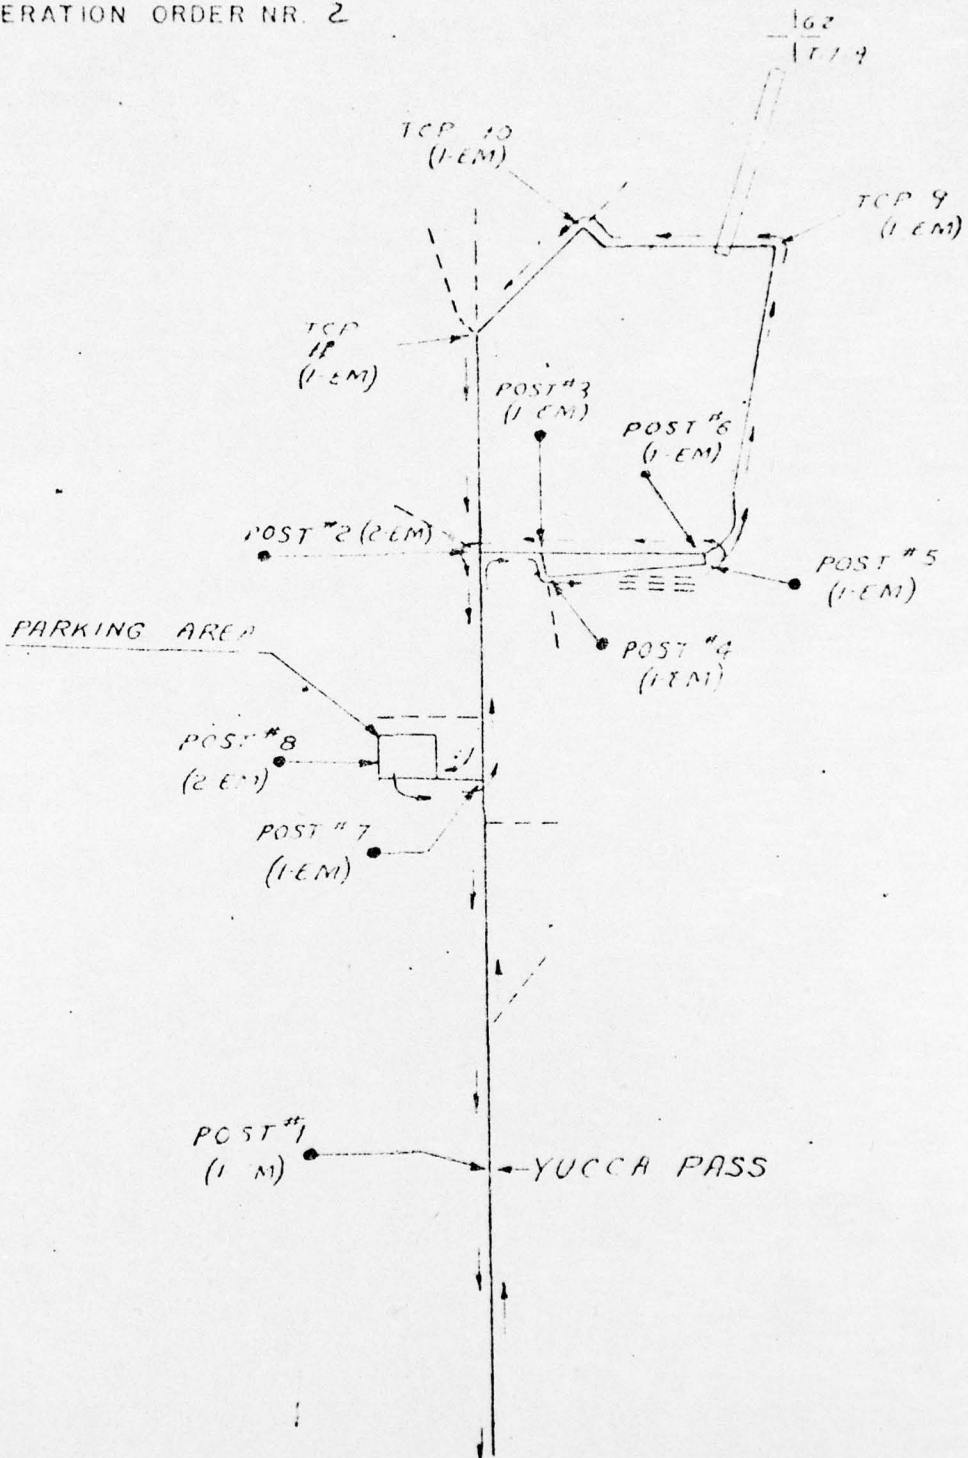 ERATION ORDER NR. 2
62
TCP 10
(1-EM)
TCP 9
(1-EM)
TCP
11
(1-EM)
POST #3
(1-EM)
POST #6
(1-EM)
POST #2 (2-EM)
POST #5
(1-EM)
PARKING AREA
POST #4
(1-EM)
POST #8
(2-EM)
POST #7
(1-EM)
POST #1
(1 M)
YUCCA PASS